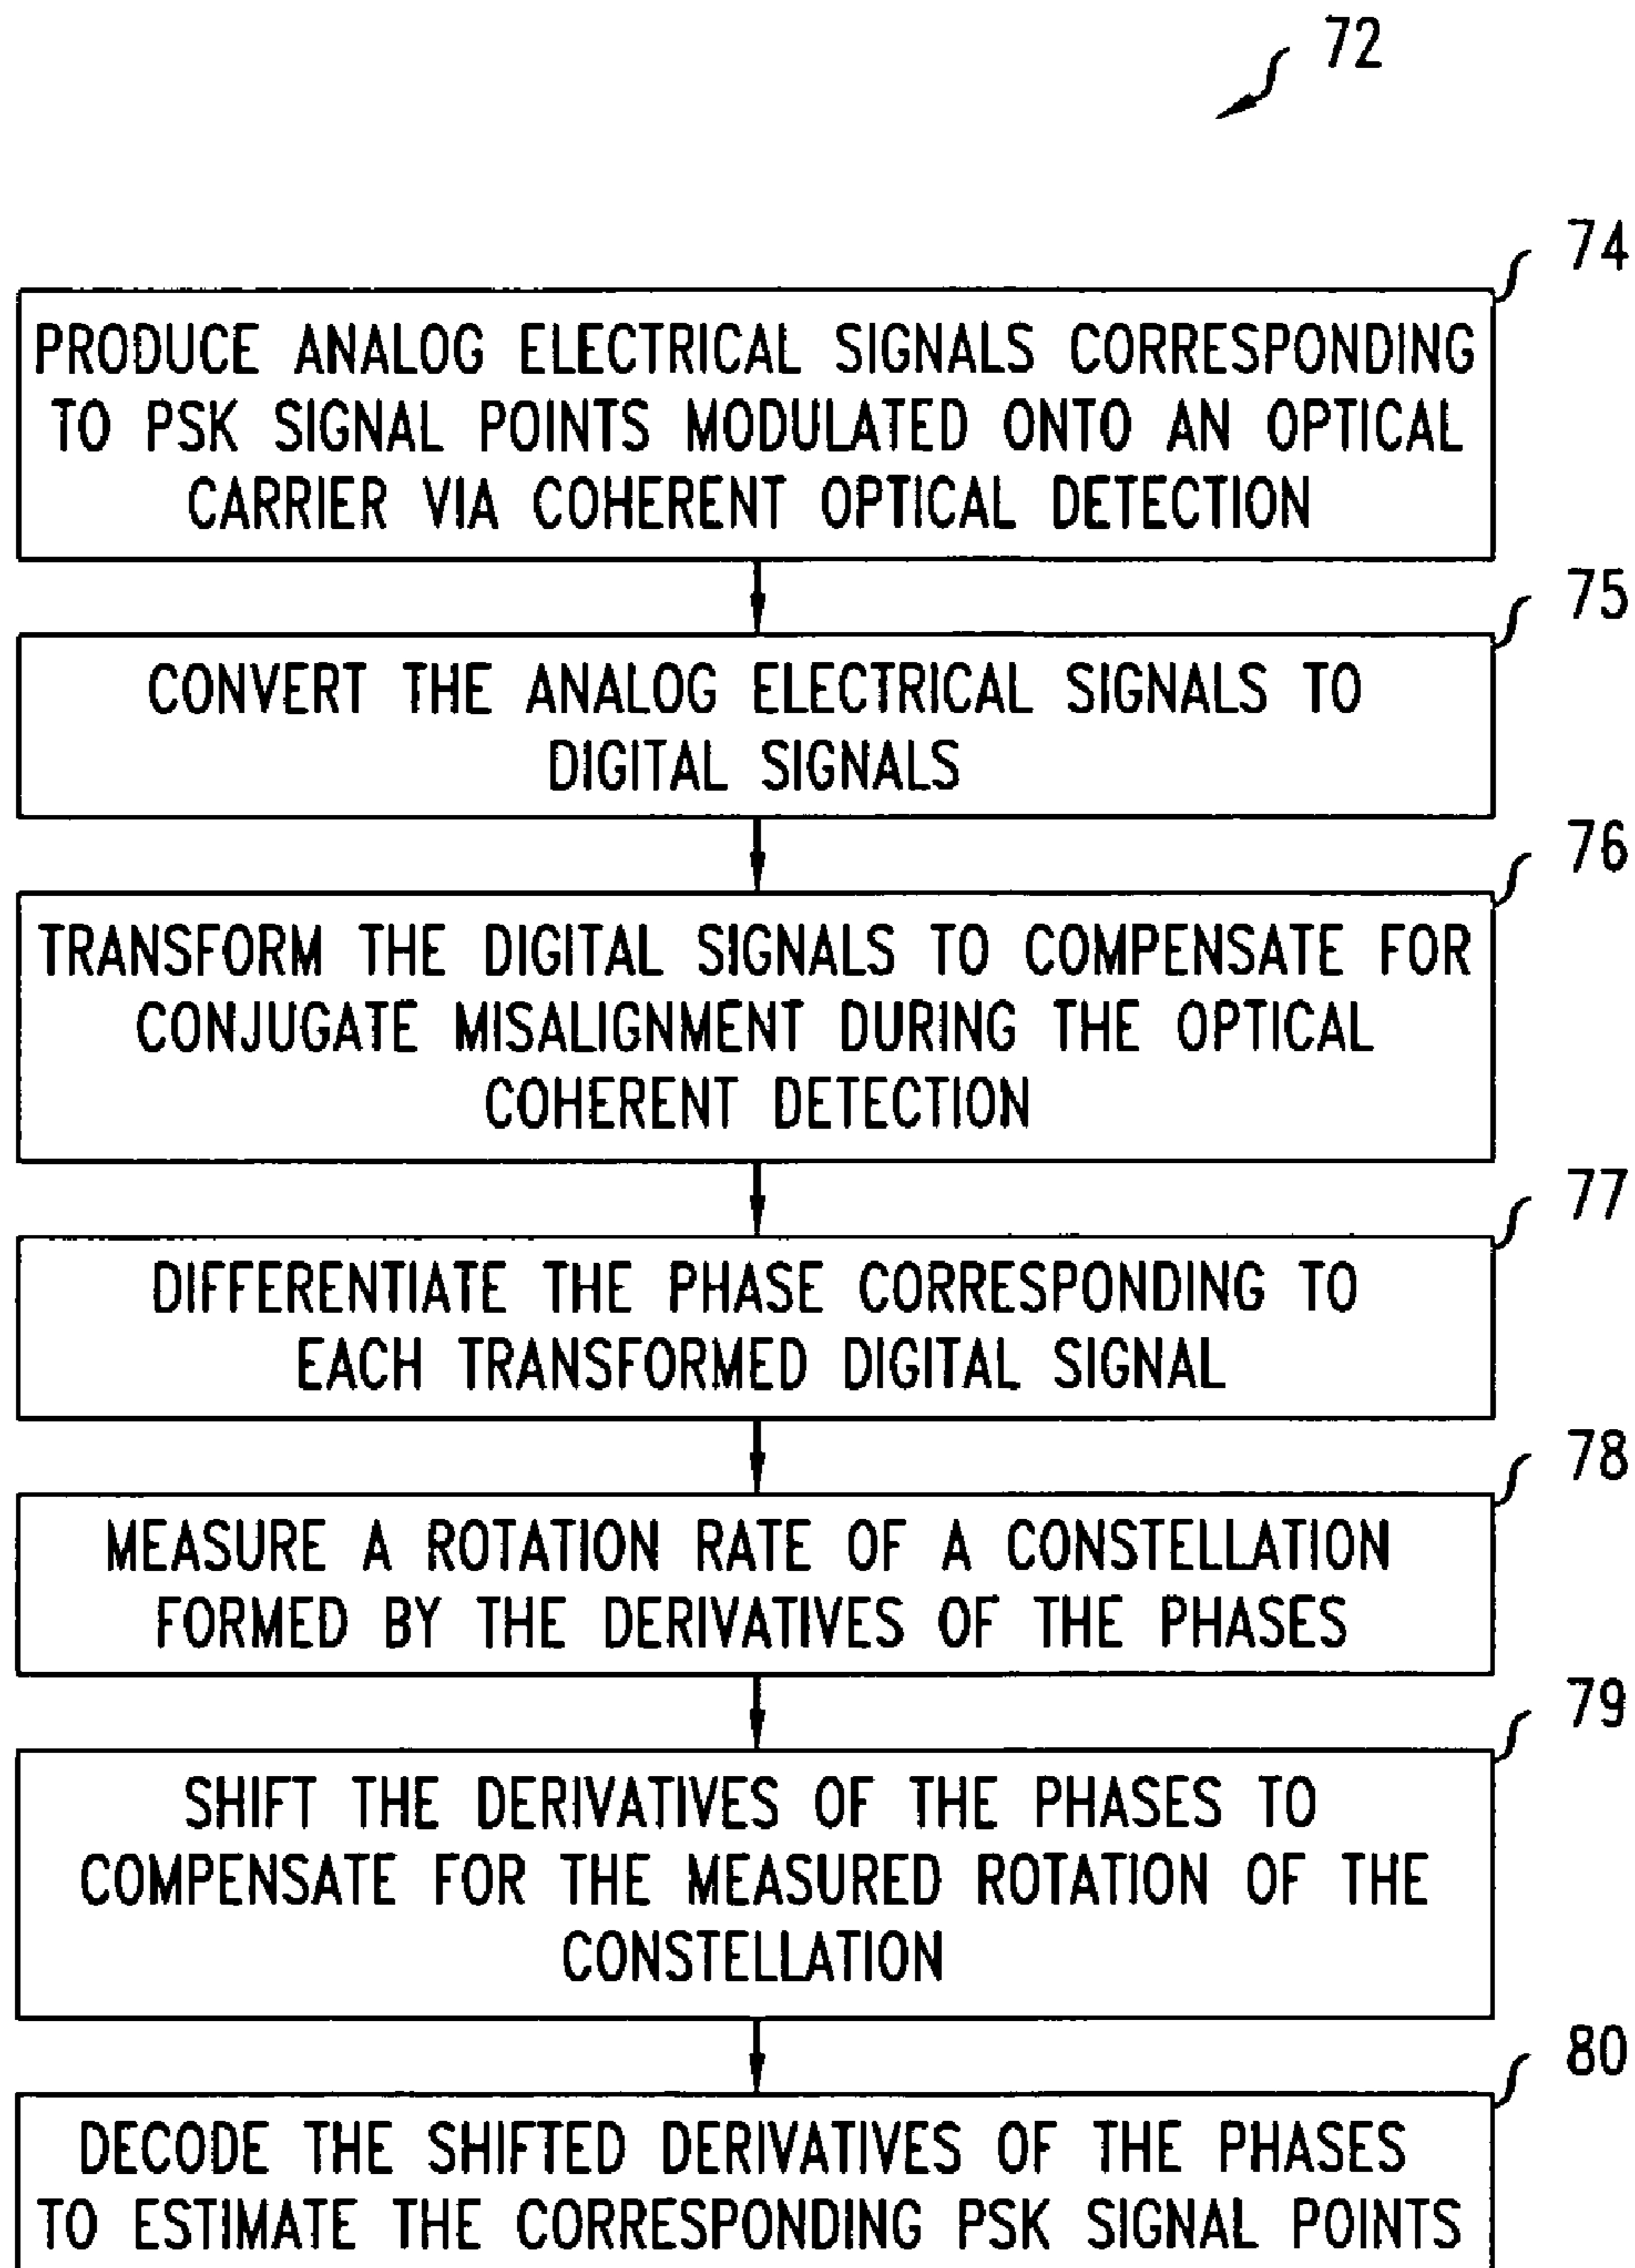 72
74
PRODUCE ANALOG ELECTRICAL SIGNALS CORRESPONDING
TO PSK SIGNAL POINTS MODULATED ONTO AN OPTICAL
CARRIER VIA COHERENT OPTICAL DETECTION
75
CONVERT THE ANALOG ELECTRICAL SIGNALS TO
DIGITAL SIGNALS
76
TRANSFORM THE DIGITAL SIGNALS TO COMPENSATE FOR
CONJUGATE MISALIGNMENT DURING THE OPTICAL
COHERENT DETECTION
77
DIFFERENTIATE THE PHASE CORRESPONDING TO
EACH TRANSFORMED DIGITAL SIGNAL
78
MEASURE A ROTATION RATE OF A CONSTELLATION
FORMED BY THE DERIVATIVES OF THE PHASES
79
SHIFT THE DERIVATIVES OF THE PHASES TO
COMPENSATE FOR THE MEASURED ROTATION OF THE
CONSTELLATION
80
DECODE THE SHIFTED DERIVATIVES OF THE PHASES
TO ESTIMATE THE CORRESPONDING PSK SIGNAL POINTS